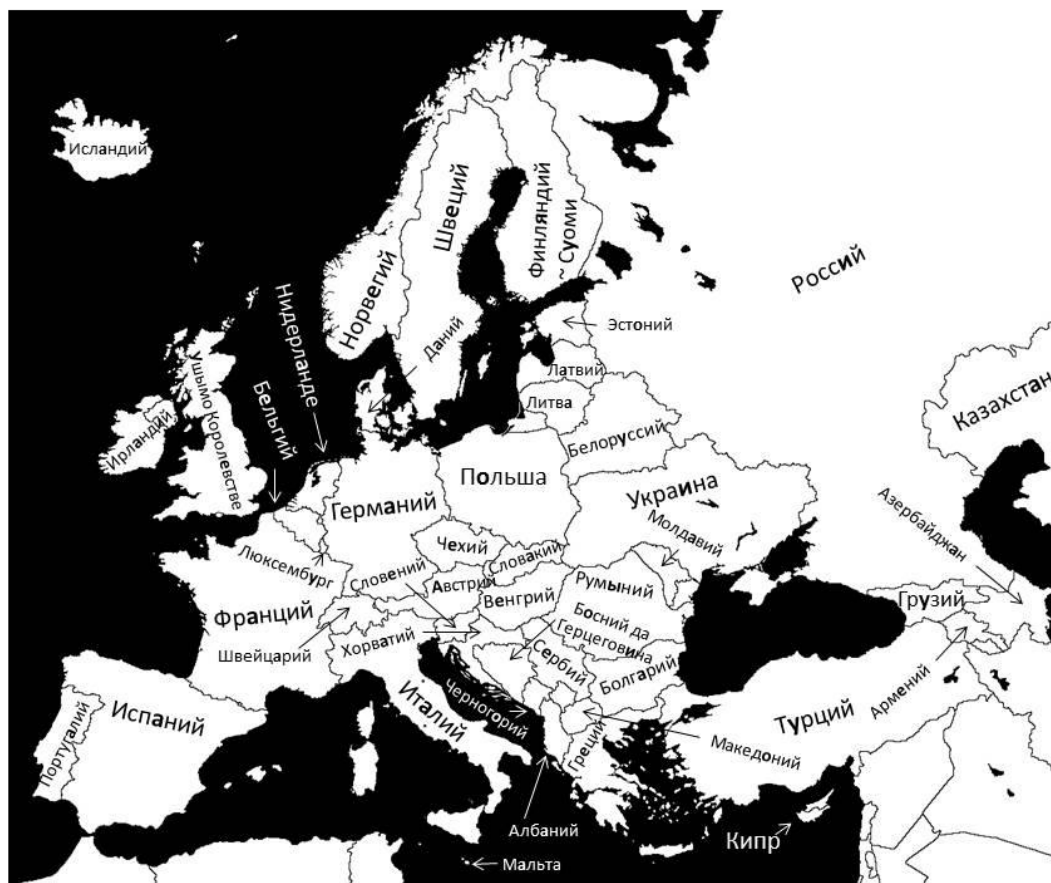 Исландий
Швеций
Финляндий
~ Суоми
Норвегий
Россий
Нидерланде
Даний
Эстоний
Латвий
Литва
Ушымо Королевстве
Бельгий
Ирландий
Казахстан
Белоруссий
Польша
Германий
Украина
Азербайджан
Молдавий
Чехий
Словакий
Люксембург
Словений
Австрий
Румыний
Венгрий
Грузий
Франций
Босний да
Герцеговина
Хорватий
Швейцарий
Сербий
Болгарий
Армений
Италий
Черногорий
Турций
Испаний
Португалий
Греций
Македоний
Албаний
Кипр
Мальта